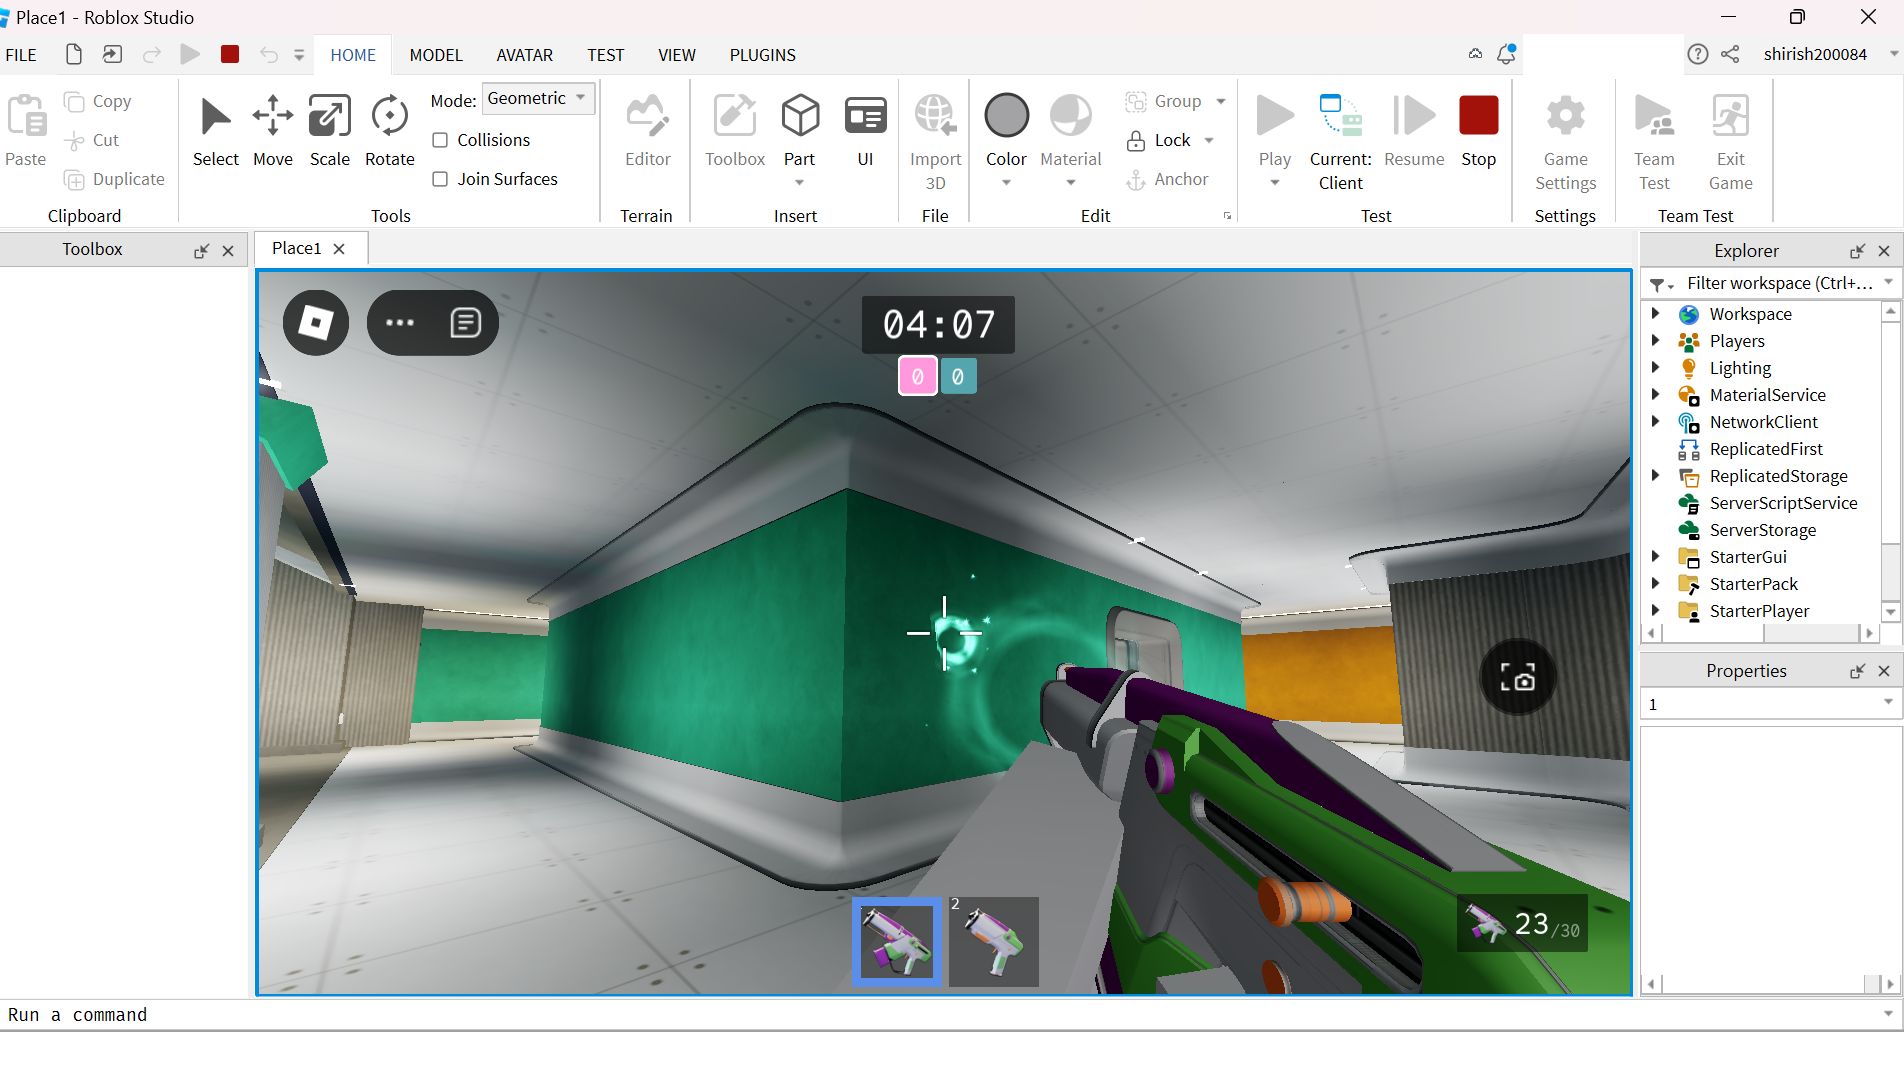 Place1 - Roblox Studio
FILE HOME MODEL AVATAR TEST VIEW PLUGINS shirish200084
Paste Copy Cut Duplicate
Clipboard
Select Move Scale Rotate
Mode: Geometric
Collisions
Join Surfaces
Tools
Editor
Terrain
Toolbox Part UI
Insert
Import 3D
File
Color Material
Group
Lock
Anchor
Edit
Play Current: Client Resume Stop
Test
Game Settings
Settings
Team Test Exit Game
Team Test
Toolbox
Place1
Explorer
Filter workspace (Ctrl+...
Workspace
Players
Lighting
MaterialService
NetworkClient
ReplicatedFirst
ReplicatedStorage
ServerScriptService
ServerStorage
StarterGui
StarterPack
StarterPlayer
Properties
1
04:07
0 0
2
23/30
Run a command